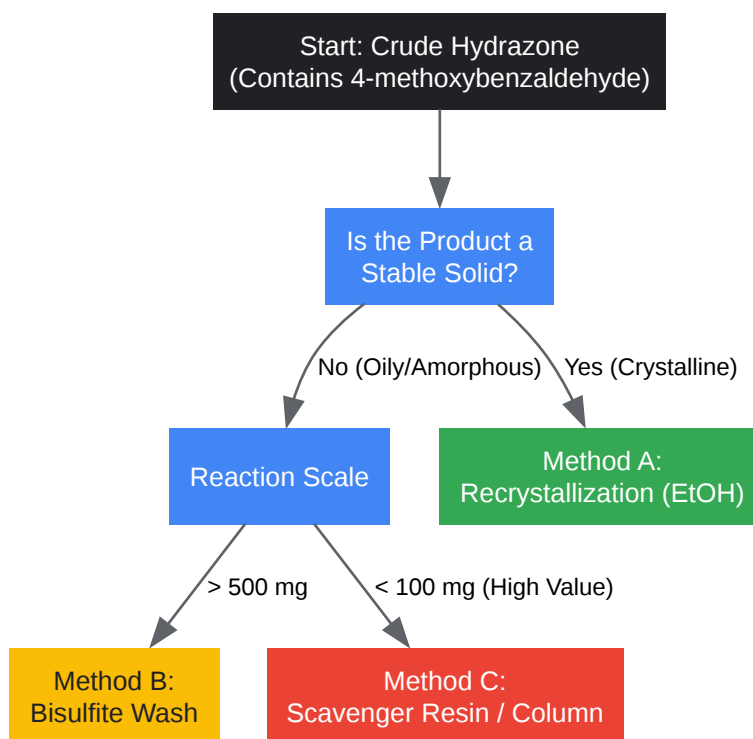 Start: Crude Hydrazone
(Contains 4-methoxybenzaldehyde)
Is the Product a
Stable Solid?
No (Oily/Amorphous)
Yes (Crystalline)
Reaction Scale
Method A:
Recrystallization (EtOH)
> 500 mg
< 100 mg (High Value)
Method B:
Bisulfite Wash
Method C:
Scavenger Resin / Column